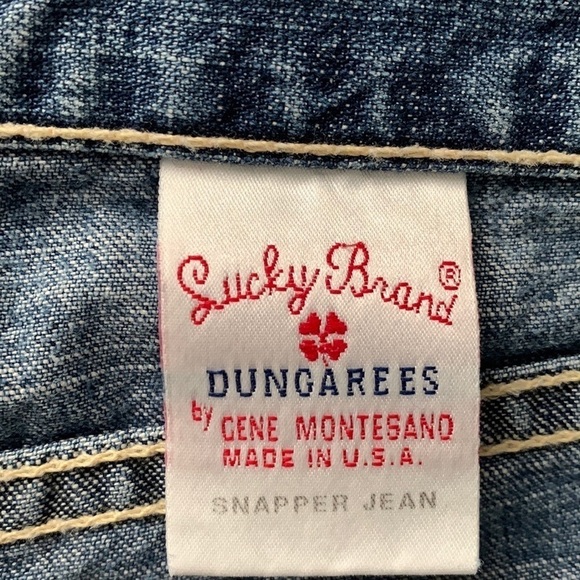 Lucky Brand®
DUNGAREES
by GENE MONTESANO
MADE IN U.S.A.
SNAPPER JEAN